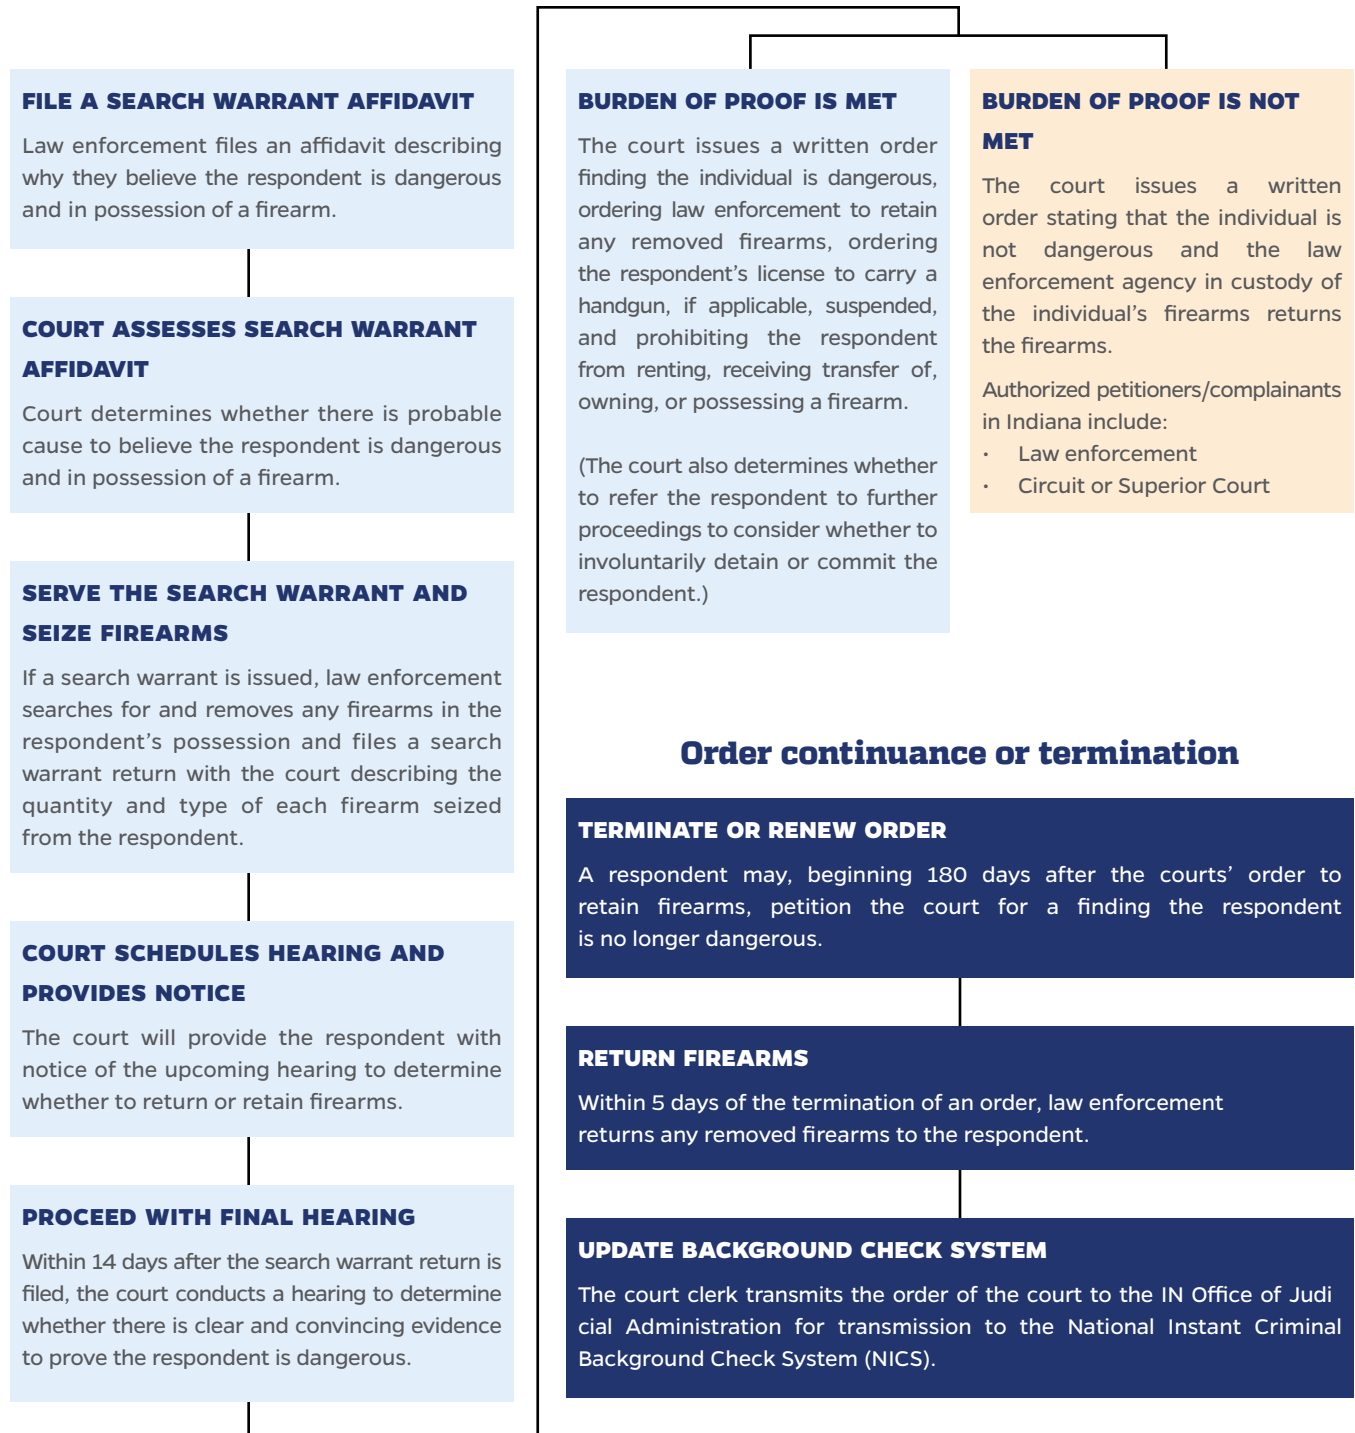 FILE A SEARCH WARRANT AFFIDAVIT
Law enforcement files an affidavit describing
why they believe the respondent is dangerous
and in possession of a firearm.
COURT ASSESSES SEARCH WARRANT
AFFIDAVIT
Court determines whether there is probable
cause to believe the respondent is dangerous
and in possession of a firearm.
SERVE THE SEARCH WARRANT AND
SEIZE FIREARMS
If a search warrant is issued, law enforcement
searches for and removes any firearms in the
respondent's possession and files a search
warrant return with the court describing the
quantity and type of each firearm seized
from the respondent.
COURT SCHEDULES HEARING AND
PROVIDES NOTICE
The court will provide the respondent with
notice of the upcoming hearing to determine
whether to return or retain firearms.
PROCEED WITH FINAL HEARING
Within 14 days after the search warrant return is
filed, the court conducts a hearing to determine
whether there is clear and convincing evidence
to prove the respondent is dangerous.
BURDEN OF PROOF IS MET
The court issues a written order
finding the individual is dangerous,
ordering law enforcement to retain
any removed firearms, ordering
the respondent's license to carry a
handgun, if applicable, suspended,
and prohibiting the respondent
from renting, receiving transfer of,
owning, or possessing a firearm.
(The court also determines whether
to refer the respondent to further
proceedings to consider whether to
involuntarily detain or commit the
respondent.)
BURDEN OF PROOF IS NOT
MET
The court issues a written
order stating that the individual is
not dangerous and the law
enforcement agency in custody of
the individual's firearms returns
the firearms.
Authorized petitioners/complainants
in Indiana include:
• Law enforcement
• Circuit or Superior Court
Order continuance or termination
TERMINATE OR RENEW ORDER
A respondent may, beginning 180 days after the courts' order to
retain firearms, petition the court for a finding the respondent
is no longer dangerous.
RETURN FIREARMS
Within 5 days of the termination of an order, law enforcement
returns any removed firearms to the respondent.
UPDATE BACKGROUND CHECK SYSTEM
The court clerk transmits the order of the court to the IN Office of Judi
cial Administration for transmission to the National Instant Criminal
Background Check System (NICS).